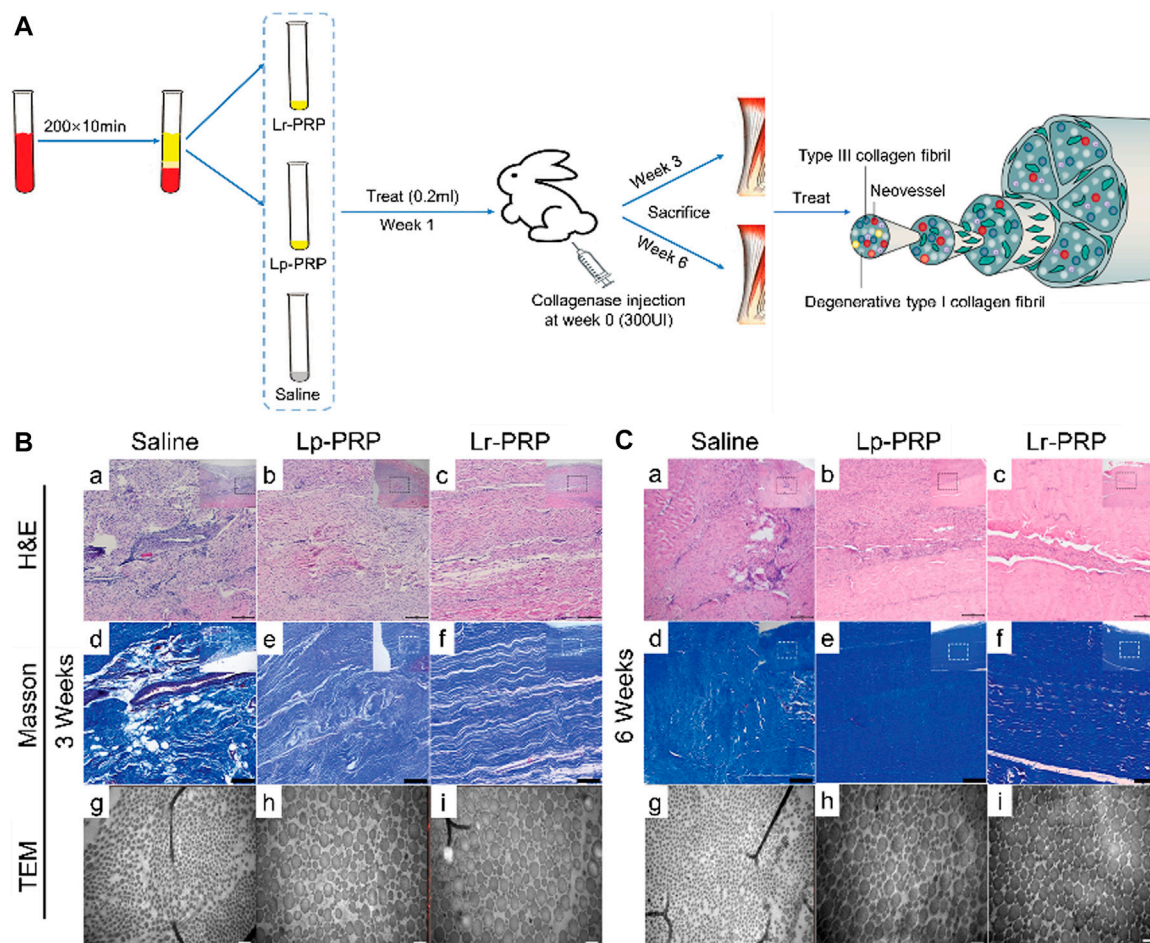 A
200×10min
Lr-PRP
Lp-PRP
Saline
Treat (0.2ml)
Week 1
Collagenase injection
at week 0 (300UI)
Week 3
Sacrifice
Week 6
Treat
Type III collagen fibril
Neovessel
Degenerative type I collagen fibril
B
Saline
Lp-PRP
Lr-PRP
H&E
a
b
c
Masson
3 Weeks
d
e
f
TEM
g
h
i
C
Saline
Lp-PRP
Lr-PRP
a
b
c
6 Weeks
d
e
f
g
h
i